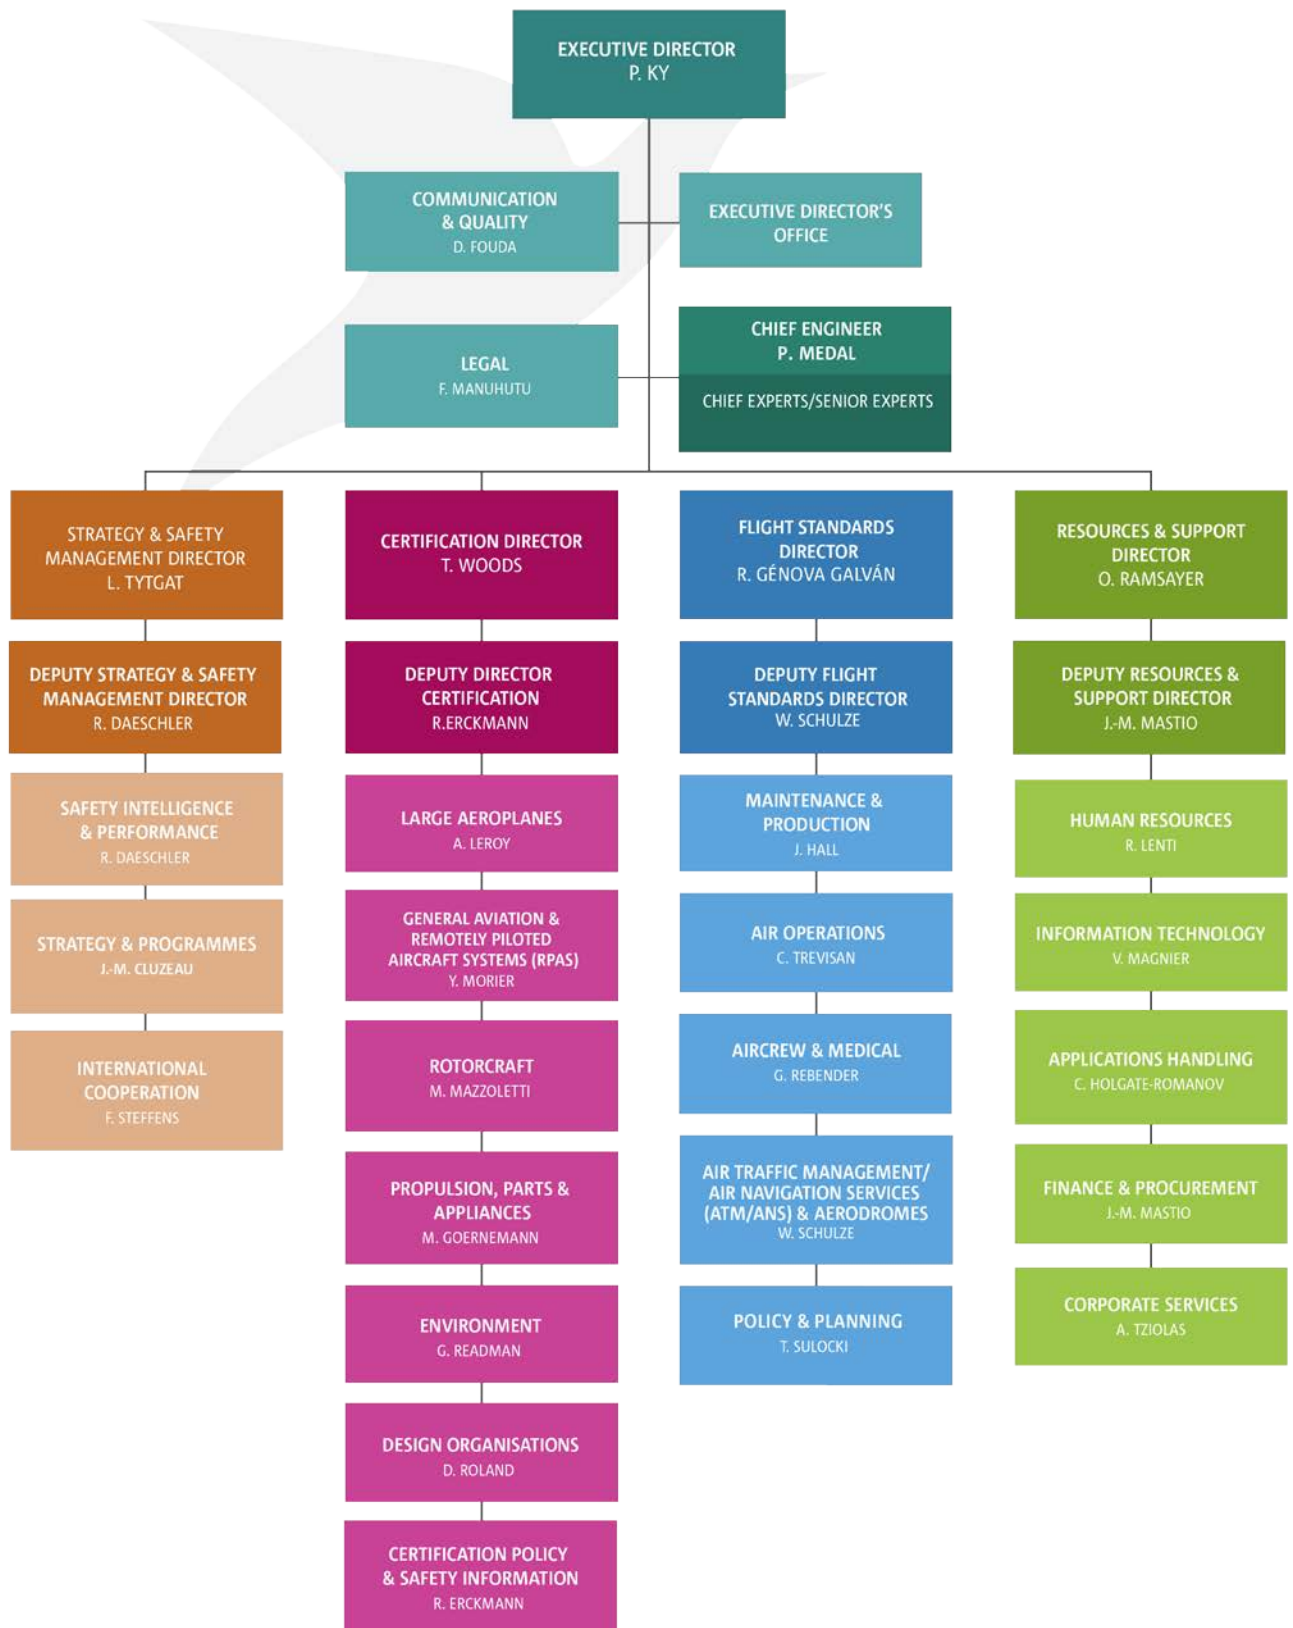 EXECUTIVE DIRECTOR
P. KY
COMMUNICATION
& QUALITY
D. FOUDA
EXECUTIVE DIRECTOR'S
OFFICE
LEGAL
F. MANUHUTU
CHIEF ENGINEER
P. MEDAL
CHIEF EXPERTS/SENIOR EXPERTS
STRATEGY & SAFETY
MANAGEMENT DIRECTOR
L. TYTGAT
DEPUTY STRATEGY & SAFETY
MANAGEMENT DIRECTOR
R. DAESCHLER
SAFETY INTELLIGENCE
& PERFORMANCE
R. DAESCHLER
STRATEGY & PROGRAMMES
J.-M. CLUZEAU
INTERNATIONAL
COOPERATION
F. STEFFENS
CERTIFICATION DIRECTOR
T. WOODS
DEPUTY DIRECTOR
CERTIFICATION
R.ERCKMANN
LARGE AEROPLANES
A. LEROY
GENERAL AVIATION &
REMOTELY PILOTED
AIRCRAFT SYSTEMS (RPAS)
Y. MORIER
ROTORCRAFT
M. MAZZOLETTI
PROPULSION, PARTS &
APPLIANCES
M. GOERNEMANN
ENVIRONMENT
G. READMAN
DESIGN ORGANISATIONS
D. ROLAND
CERTIFICATION POLICY
& SAFETY INFORMATION
R. ERCKMANN
FLIGHT STANDARDS
DIRECTOR
R. GÉNOVA GALVÁN
DEPUTY FLIGHT
STANDARDS DIRECTOR
W. SCHULZE
MAINTENANCE &
PRODUCTION
J. HALL
AIR OPERATIONS
C. TREVISAN
AIRCREW & MEDICAL
G. REBENDER
AIR TRAFFIC MANAGEMENT/
AIR NAVIGATION SERVICES
(ATM/ANS) & AERODROMES
W. SCHULZE
POLICY & PLANNING
T. SULOCKI
RESOURCES & SUPPORT
DIRECTOR
O. RAMSAYER
DEPUTY RESOURCES &
SUPPORT DIRECTOR
J.-M. MASTIO
HUMAN RESOURCES
R. LENTI
INFORMATION TECHNOLOGY
V. MAGNIER
APPLICATIONS HANDLING
C. HOLGATE-ROMANOV
FINANCE & PROCUREMENT
J.-M. MASTIO
CORPORATE SERVICES
A. TZIOLAS